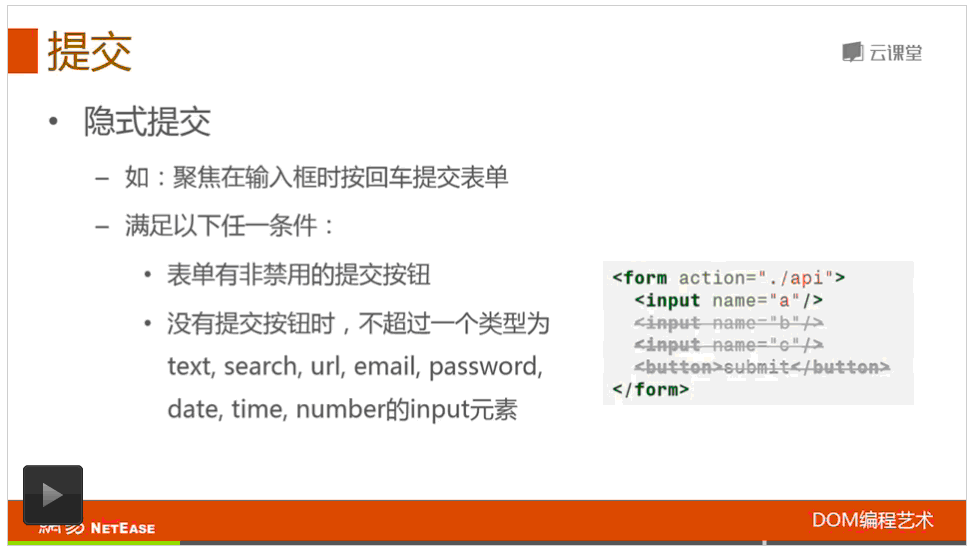 提交
云课堂
• 隐式提交
– 如：聚焦在输入框时按回车提交表单
– 满足以下任一条件：
• 表单有非禁用的提交按钮
• 没有提交按钮时，不超过一个类型为
text, search, url, email, password,
date, time, number的input元素
<form action="./api">
<input name="a"/>
<input name="b"/>
<input name="c"/>
<button>submit</button>
</form>
網易 NETEASE
DOM编程艺术